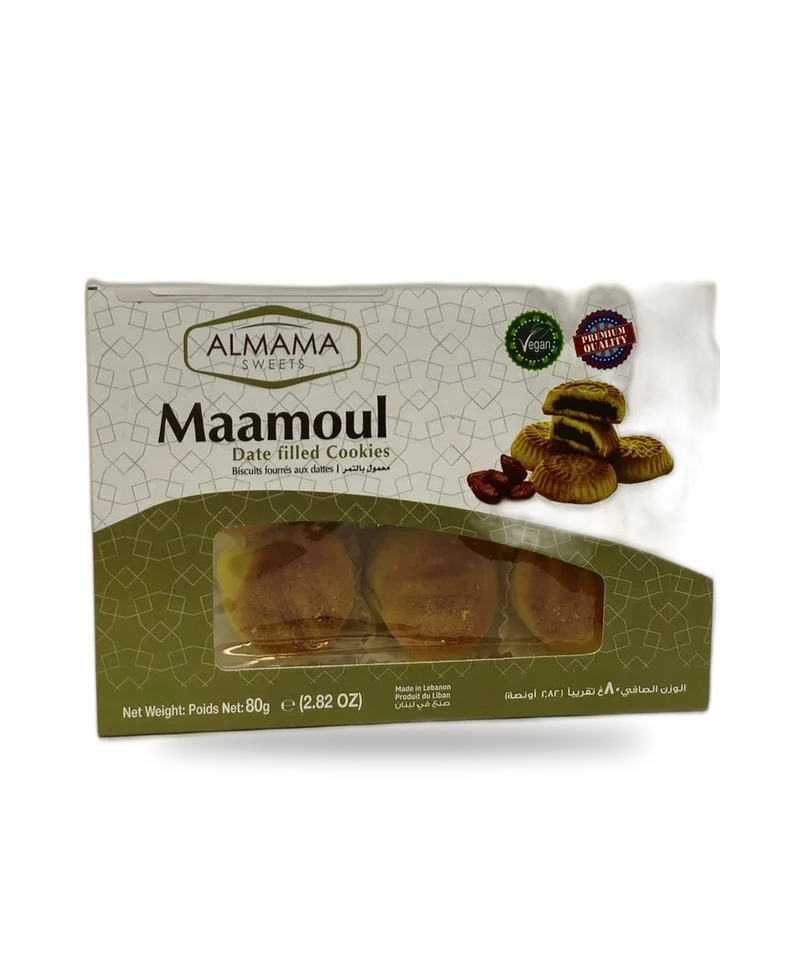 ALMAMA
SWEETS
Vegan
PREMIUM
QUALITY
Maamoul
Date filled Cookies
Biscuits fourrés aux dattes | معمول بالتمر
Net Weight: Poids Net: 80g ℮ (2.82 OZ)
Made in Lebanon
Produit du Liban
صنع في لبنان
الوزن الصافي ٨٠غ تقريباً (٢,٨٢ أونصة)